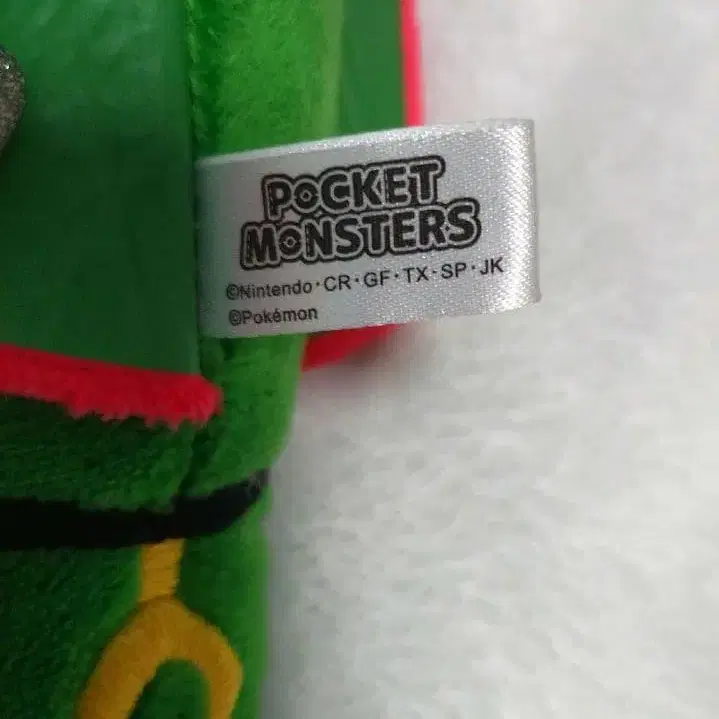 POCKET
MONSTERS
©Nintendo・CR・GF・TX・SP・JK
©Pokémon